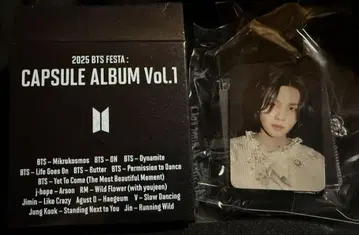 2025 BTS FESTA :
CAPSULE ALBUM Vol.1
BTS – Mikrokosmos BTS – ON BTS – Dynamite
BTS – Life Goes On BTS – Butter BTS – Permission to Dance
BTS – Yet To Come (The Most Beautiful Moment)
j-hope – Arson RM – Wild Flower (with youjeen)
Jimin – Like Crazy Agust D – Haegeum V – Slow Dancing
Jung Kook – Standing Next to You Jin – Running Wild